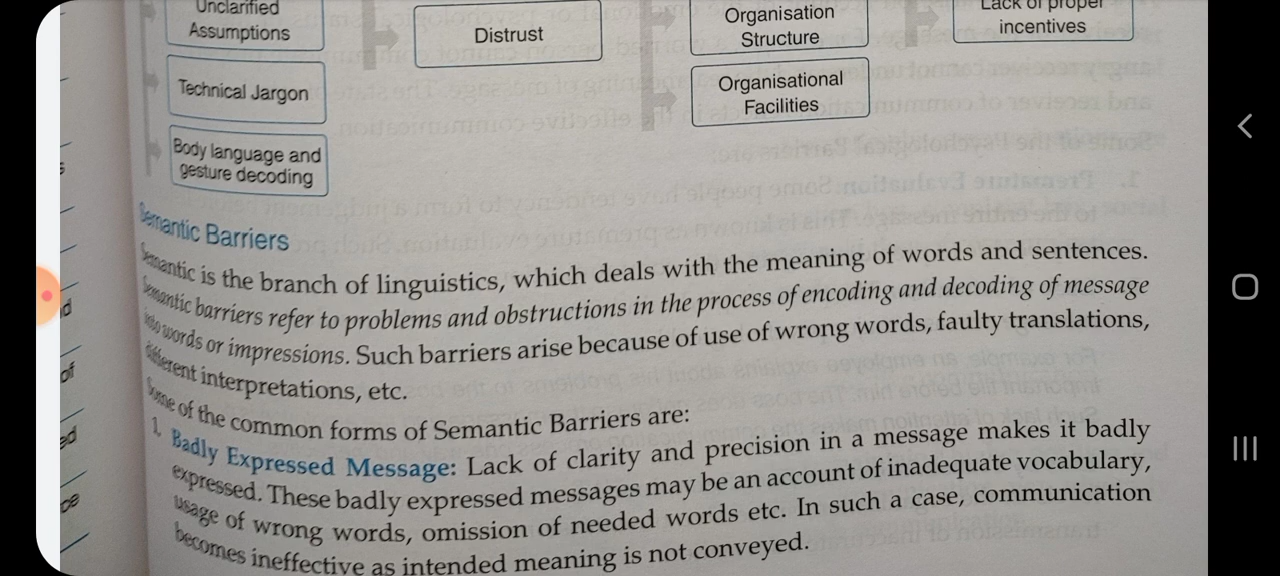 Unclarified
Assumptions
Distrust
Organisation
Structure
Lack of proper
incentives
Technical Jargon
Organisational
Facilities
Body language and
gesture decoding
Semantic Barriers
Semantic is the branch of linguistics, which deals with the meaning of words and sentences.
Semantic barriers refer to problems and obstructions in the process of encoding and decoding of message
into words or impressions. Such barriers arise because of use of wrong words, faulty translations,
different interpretations, etc.
Some of the common forms of Semantic Barriers are:
1. Badly Expressed Message: Lack of clarity and precision in a message makes it badly
expressed. These badly expressed messages may be an account of inadequate vocabulary,
usage of wrong words, omission of needed words etc. In such a case, communication
becomes ineffective as intended meaning is not conveyed.